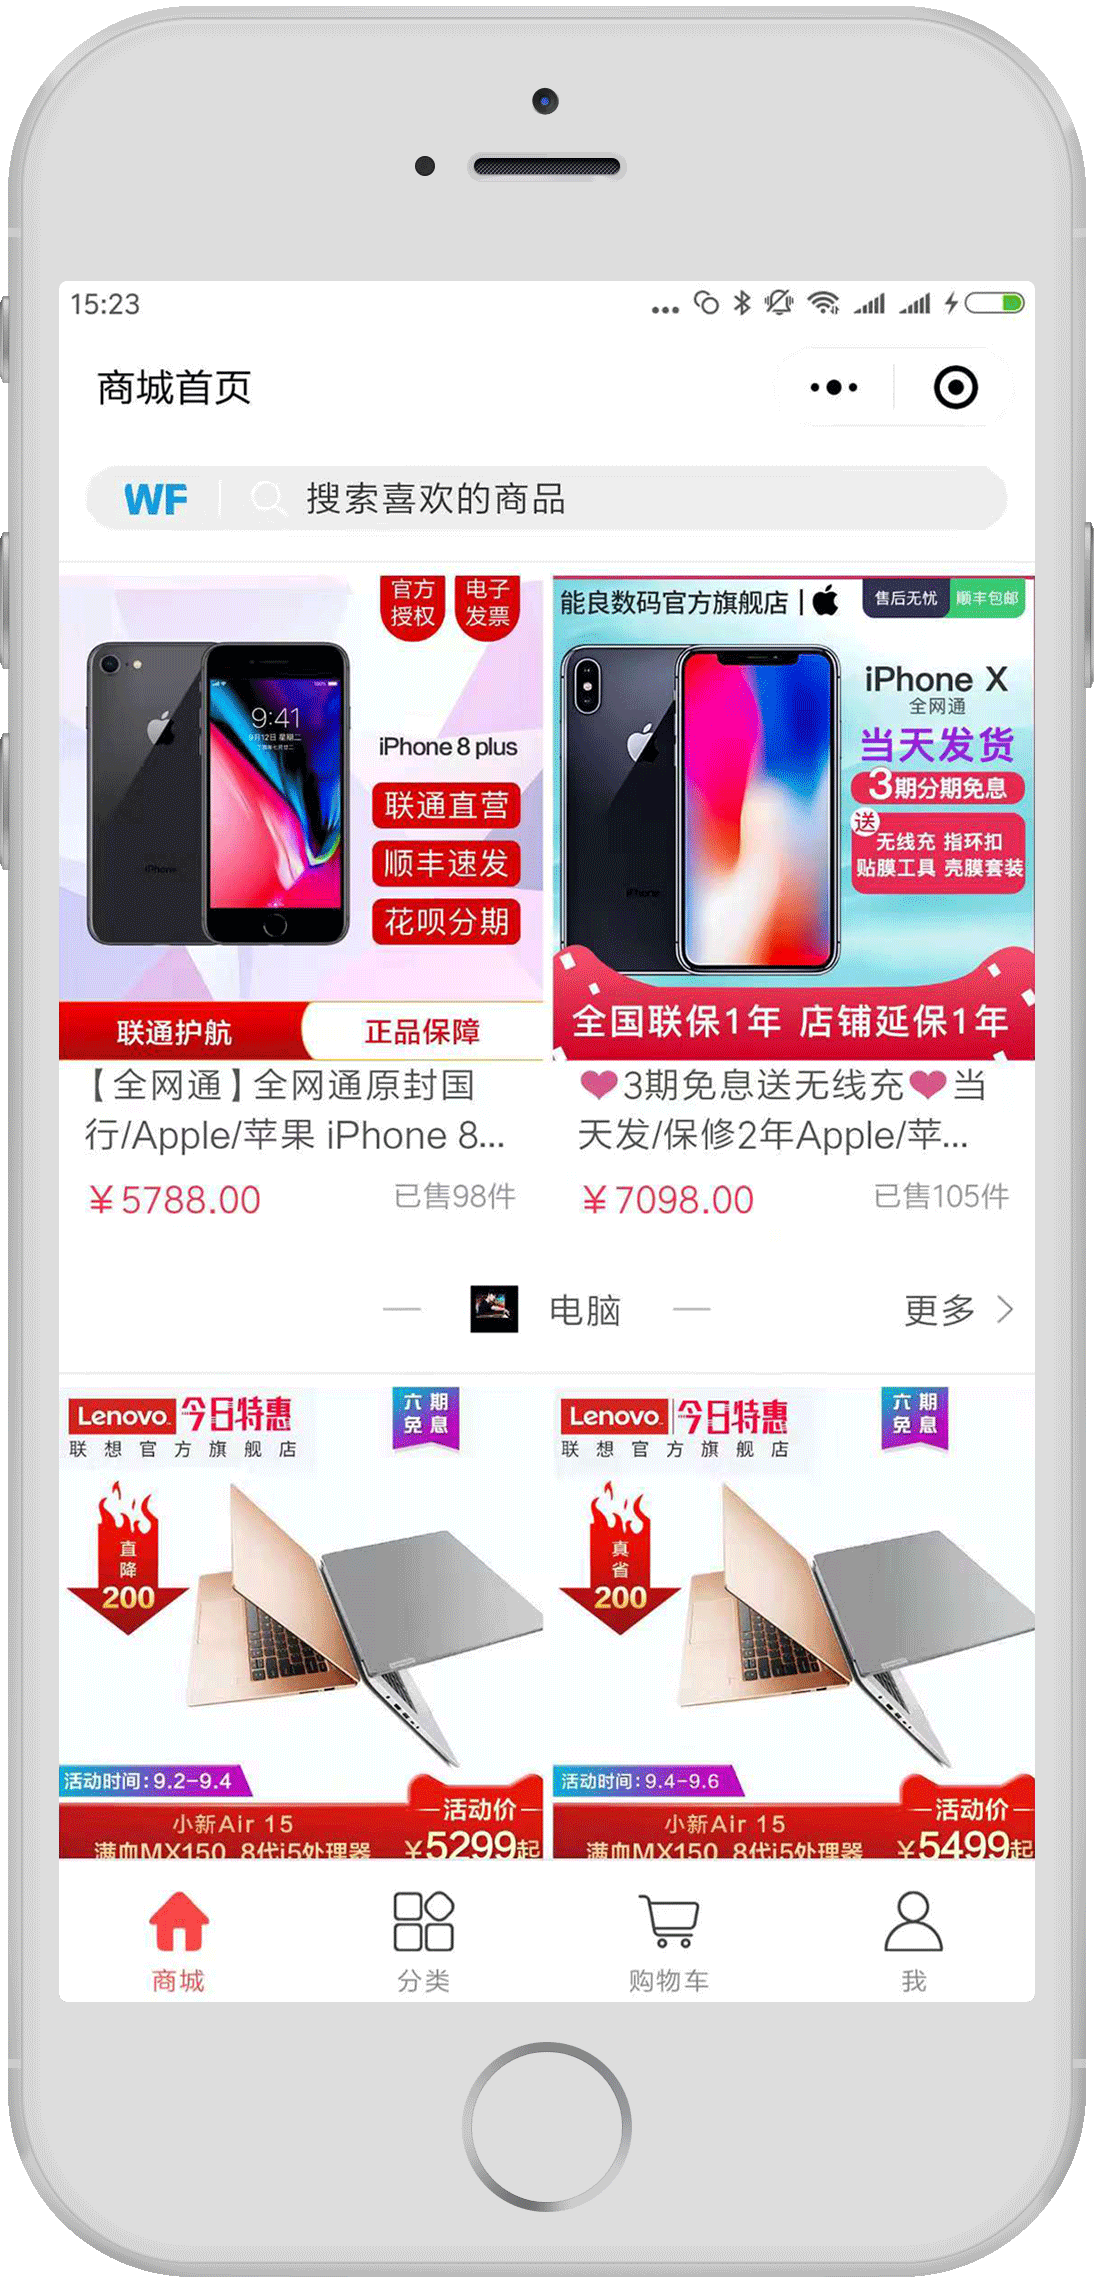 15:23
商城首页
WF 搜索喜欢的商品
官方授权
电子发票
9:41
9月12日 星期二
iPhone 8 plus
联通直营
顺丰速发
花呗分期
iPhone
联通护航
正品保障
能良数码官方旗舰店 |
售后无忧
顺丰包邮
iPhone X
全网通
当天发货
3期分期免息
送
无线充 指环扣
贴膜工具 壳膜套装
iPhone
全国联保1年 店铺延保1年
【全网通】全网通原封国
行/Apple/苹果 iPhone 8...
¥5788.00
已售98件
❤3期免息送无线充❤当
天发/保修2年Apple/苹...
¥7098.00
已售105件
电脑
更多
Lenovo 今日特惠
联想官方旗舰店
六期
免息
直降
200
活动时间:9.2-9.4
小新Air 15
满血MX150 8代i5处理器
活动价
¥5299起
Lenovo 今日特惠
联想官方旗舰店
六期
免息
真省
200
活动时间:9.4-9.6
小新Air 15
满血MX150 8代i5处理器
活动价
¥5499起
商城
分类
购物车
我